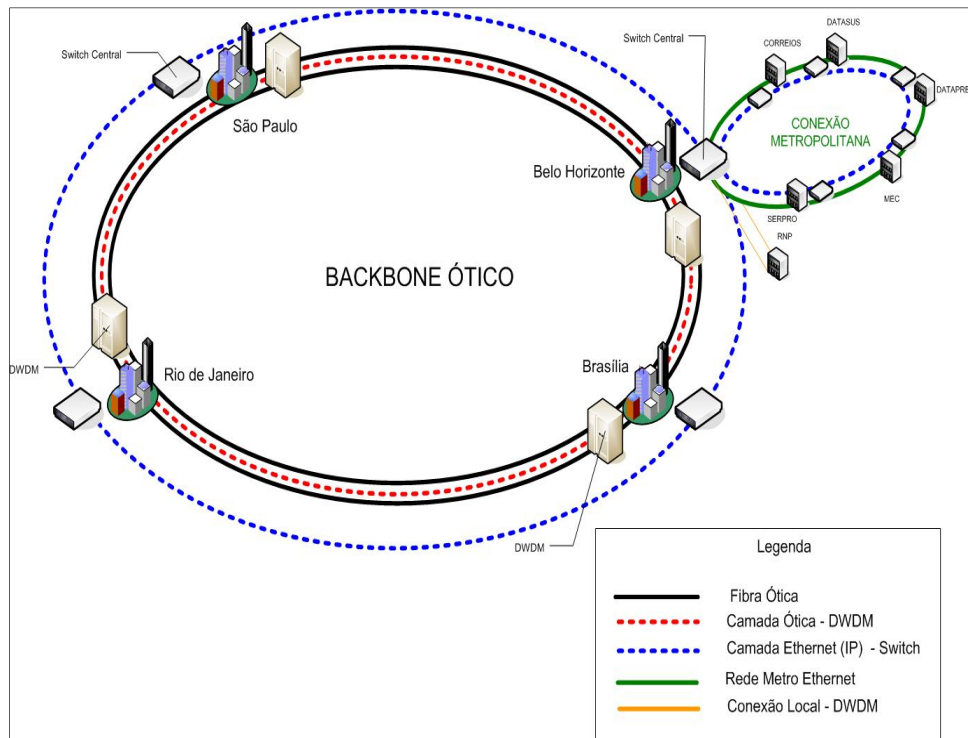 DATASUS
CORREIOS
Switch Central
Switch Central
DATAPRE
São Paulo
CONEXÃO
METROPOLITANA
Belo Horizonte
MEC
SERPRO
RNP
BACKBONE ÓTICO
DWDM
Rio de Janeiro
Brasília
DWDM
Legenda
Fibra Ótica
Camada Ótica - DWDM
Camada Ethernet (IP) - Switch
Rede Metro Ethernet
Conexão Local - DWDM